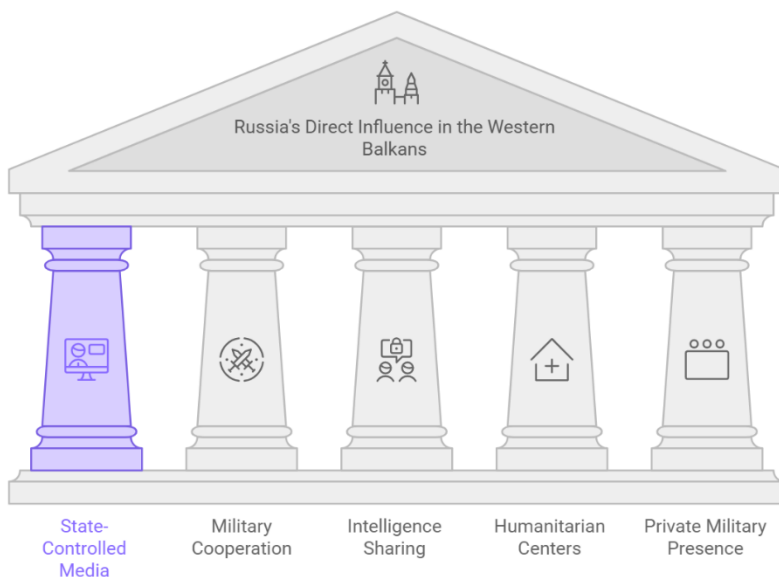 Russia's Direct Influence in the Western
Balkans
State-
Controlled
Media
Military
Cooperation
Intelligence
Sharing
Humanitarian
Centers
Private Military
Presence